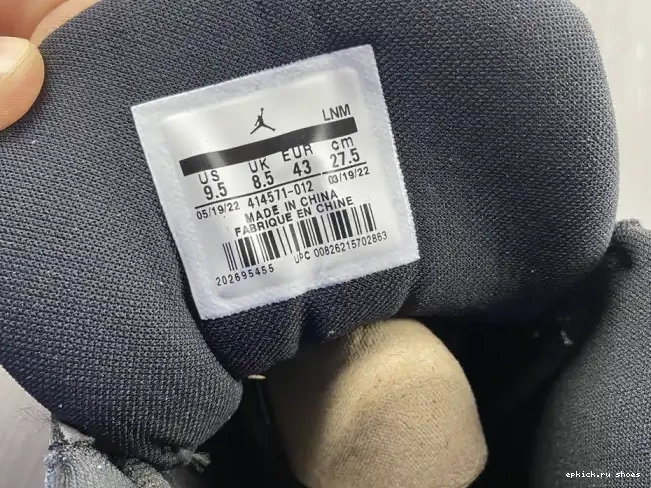 LNM
US UK EUR cm
9.5 8.5 43 27.5
05/19/22 414571-012 03/19/22
MADE IN CHINA
FABRIQUE EN CHINE
202695455 UPC 00826215702863
epkick.ru shoes